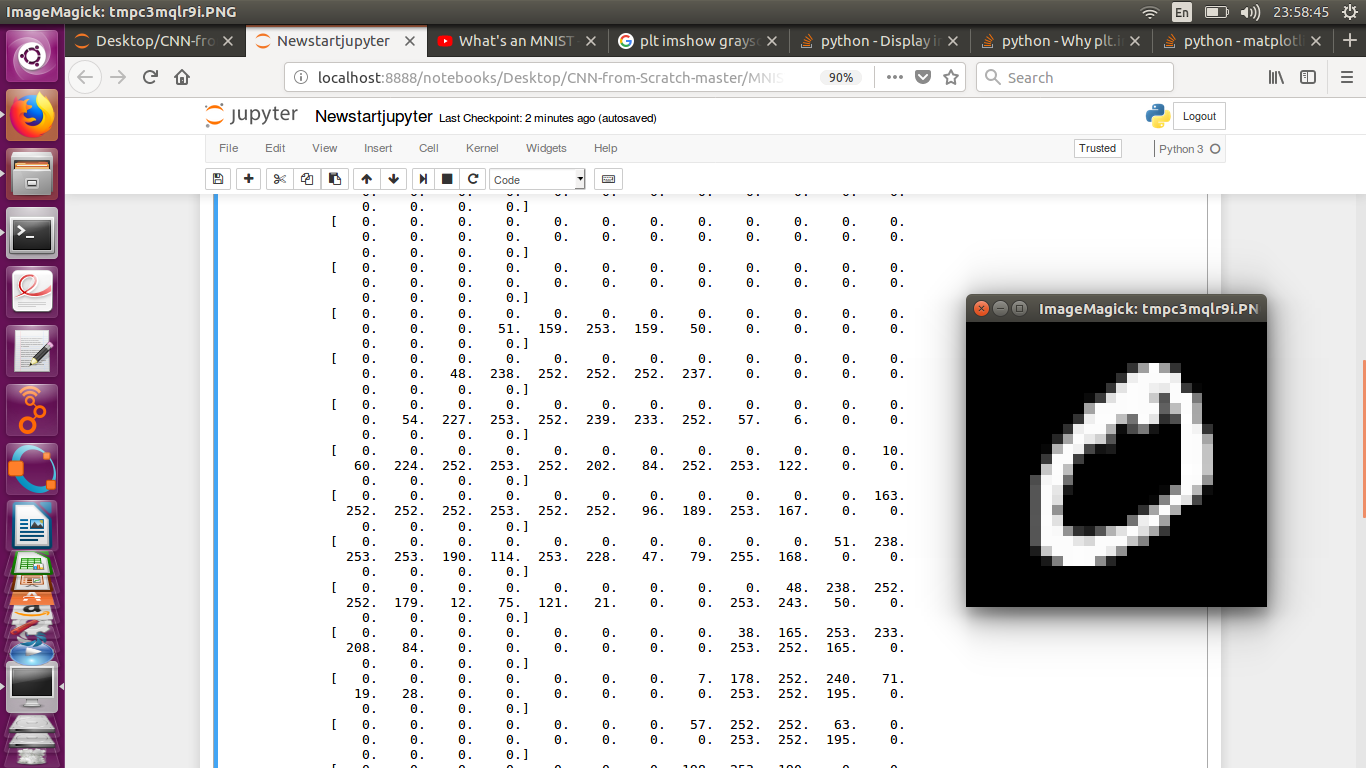 ImageMagick: tmpc3mqlr9i.PNG
En
23:58:45
Desktop/CNN-fro
Newstartjupyter
What's an MNIST
plt imshow graysc
python - Display in
python - Why plt.i
python - matplotli
localhost:8888/notebooks/Desktop/CNN-from-Scratch-master/MNIS
90%
Search
jupyter
Newstartjupyter Last Checkpoint: 2 minutes ago (autosaved)
Logout
File Edit View Insert Cell Kernel Widgets Help
Trusted
Python 3
Code
0. 0. 0. 0. 0. 0. 0. 0. 0. 0. 0. 0.
0. 0. 0. 0.]
[ 0. 0. 0. 0. 0. 0. 0. 0. 0. 0. 0. 0.
0. 0. 0. 0. 0. 0. 0. 0. 0. 0. 0. 0.
0. 0. 0. 0.]
[ 0. 0. 0. 0. 0. 0. 0. 0. 0. 0. 0. 0.
0. 0. 0. 0. 0. 0. 0. 0. 0. 0. 0. 0.
0. 0. 0. 0.]
[ 0. 0. 0. 0. 0. 0. 0. 0. 0. 0. 0. 0.
0. 0. 0. 51. 159. 253. 159. 50. 0. 0. 0. 0.
0. 0. 0. 0.]
[ 0. 0. 0. 0. 0. 0. 0. 0. 0. 0. 0. 0.
0. 0. 48. 238. 252. 252. 252. 237. 0. 0. 0. 0.
0. 0. 0. 0.]
[ 0. 0. 0. 0. 0. 0. 0. 0. 0. 0. 0. 0.
0. 54. 227. 253. 252. 239. 233. 252. 57. 6. 0. 0.
0. 0. 0. 0.]
[ 0. 0. 0. 0. 0. 0. 0. 0. 0. 0. 0. 10.
60. 224. 252. 253. 252. 202. 84. 252. 253. 122. 0. 0.
0. 0. 0. 0.]
[ 0. 0. 0. 0. 0. 0. 0. 0. 0. 0. 0. 163.
252. 252. 252. 253. 252. 252. 96. 189. 253. 167. 0. 0.
0. 0. 0. 0.]
[ 0. 0. 0. 0. 0. 0. 0. 0. 0. 0. 51. 238.
253. 253. 190. 114. 253. 228. 47. 79. 255. 168. 0. 0.
0. 0. 0. 0.]
[ 0. 0. 0. 0. 0. 0. 0. 0. 0. 48. 238. 252.
252. 179. 12. 75. 121. 21. 0. 0. 253. 243. 50. 0.
0. 0. 0. 0.]
[ 0. 0. 0. 0. 0. 0. 0. 0. 38. 165. 253. 233.
208. 84. 0. 0. 0. 0. 0. 0. 253. 252. 165. 0.
0. 0. 0. 0.]
[ 0. 0. 0. 0. 0. 0. 0. 7. 178. 252. 240. 71.
19. 28. 0. 0. 0. 0. 0. 0. 253. 252. 195. 0.
0. 0. 0. 0.]
[ 0. 0. 0. 0. 0. 0. 0. 57. 252. 252. 63. 0.
0. 0. 0. 0. 0. 0. 0. 0. 253. 252. 195. 0.
0. 0. 0. 0.]
ImageMagick: tmpc3mqlr9i.PN